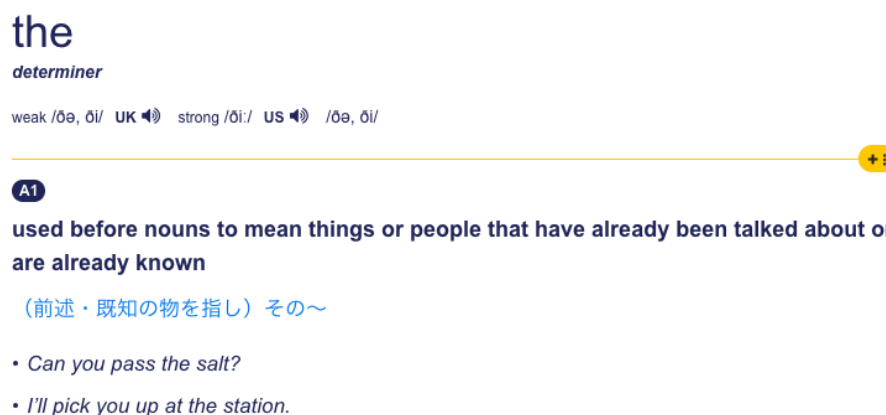 the
determiner
weak /ðə, ði/ UK strong /ði:/ US /ðə, ði/
A1
used before nouns to mean things or people that have already been talked about or
are already known
（前述・既知の物を指し）その～
• Can you pass the salt?
• I'll pick you up at the station.